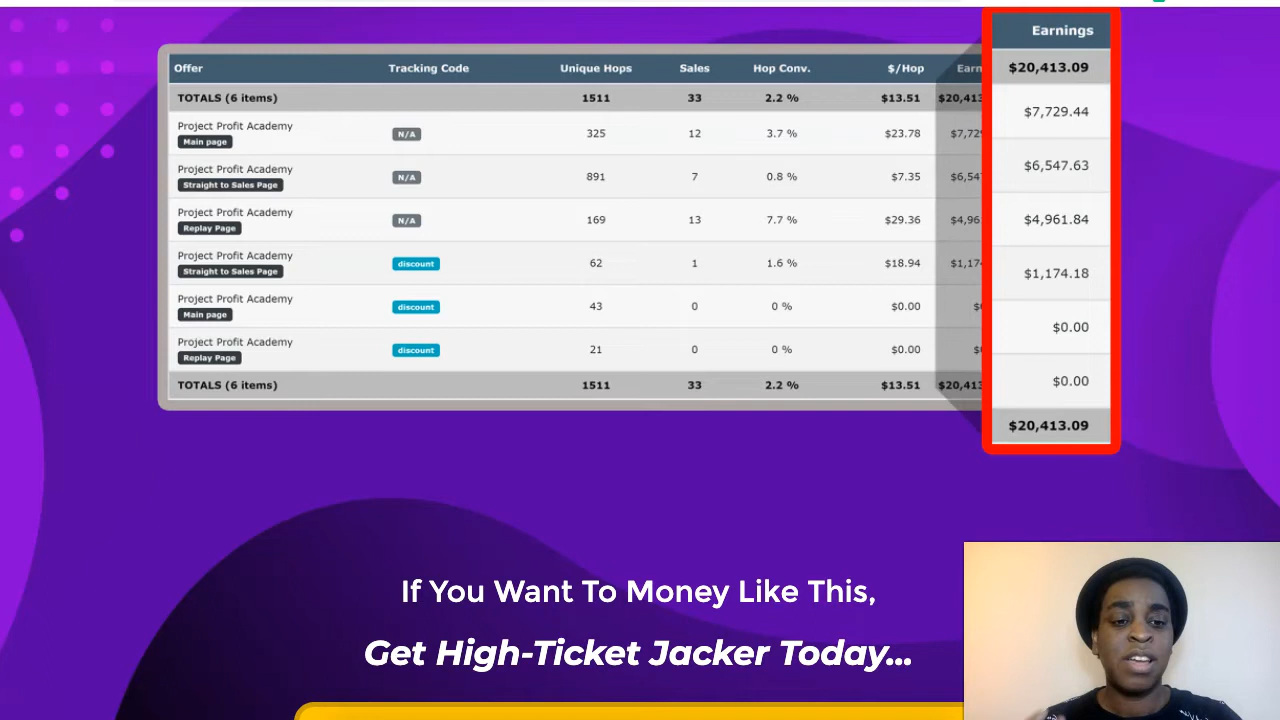 Offer Tracking Code Unique Hops Sales Hop Conv. $/Hop Earn Earnings
TOTALS (6 items) 1511 33 2.2 % $13.51 $20,413 $20,413.09
Project Profit Academy
Main page N/A 325 12 3.7 % $23.78 $7,729.44
Project Profit Academy
Straight to Sales Page N/A 891 7 0.8 % $7.35 $6,547.63
Project Profit Academy
Replay Page N/A 169 13 7.7 % $29.36 $4,961.84
Project Profit Academy
Straight to Sales Page discount 62 1 1.6 % $18.94 $1,174.18
Project Profit Academy
Main page discount 43 0 0 % $0.00 $0.00
Project Profit Academy
Replay Page discount 21 0 0 % $0.00 $0.00
TOTALS (6 items) 1511 33 2.2 % $13.51 $20,413 $20,413.09
If You Want To Money Like This,
Get High-Ticket Jacker Today...